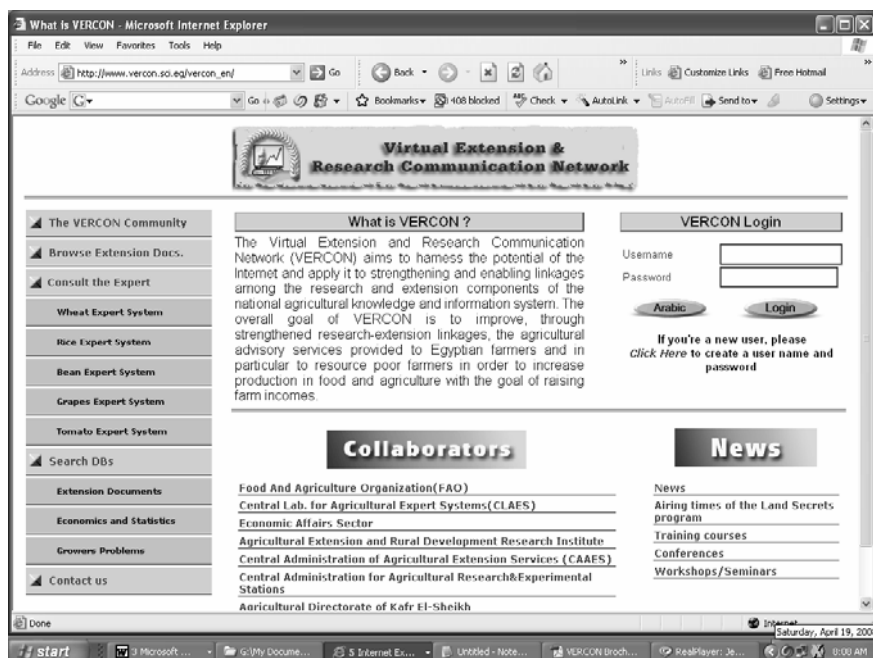 What is VERCON - Microsoft Internet Explorer
File Edit View Favorites Tools Help
Address http://www.vercon.sci.eg/vercon_en/ Go Back Links Customize Links Free Hotmail
Google G Go Bookmarks 408 blocked Check AutoLink AutoFill Send to Settings
Virtual Extension &
Research Communication Network
The VERCON Community
Browse Extension Docs.
Consult the Expert
Wheat Expert System
Rice Expert System
Bean Expert System
Grapes Expert System
Tomato Expert System
Search DBs
Extension Documents
Economics and Statistics
Growers Problems
Contact us
What is VERCON ?
The Virtual Extension and Research Communication
Network (VERCON) aims to harness the potential of the
Internet and apply it to strengthening and enabling linkages
among the research and extension components of the
national agricultural knowledge and information system. The
overall goal of VERCON is to improve, through
strengthened research-extension linkages, the agricultural
advisory services provided to Egyptian farmers and in
particular to resource poor farmers in order to increase
production in food and agriculture with the goal of raising
farm incomes.
VERCON Login
Username
Password
Arabic Login
If you're a new user, please
Click Here to create a user name and
password
Collaborators
Food And Agriculture Organization(FAO)
Central Lab. for Agricultural Expert Systems(CLAES)
Economic Affairs Sector
Agricultural Extension and Rural Development Research Institute
Central Administration of Agricultural Extension Services (CAAES)
Central Administration for Agricultural Research&Experimental
Stations
Agricultural Directorate of Kafr El-Sheikh
News
News
Airing times of the Land Secrets
program
Training courses
Conferences
Workshops/Seminars
Done Internet
Saturday, April 19, 200
start 3 Microsoft ... G:\My Docume... 5 Internet Ex... Untitled - Note... VERCON Broch... RealPlayer: Je... 8:08 AM